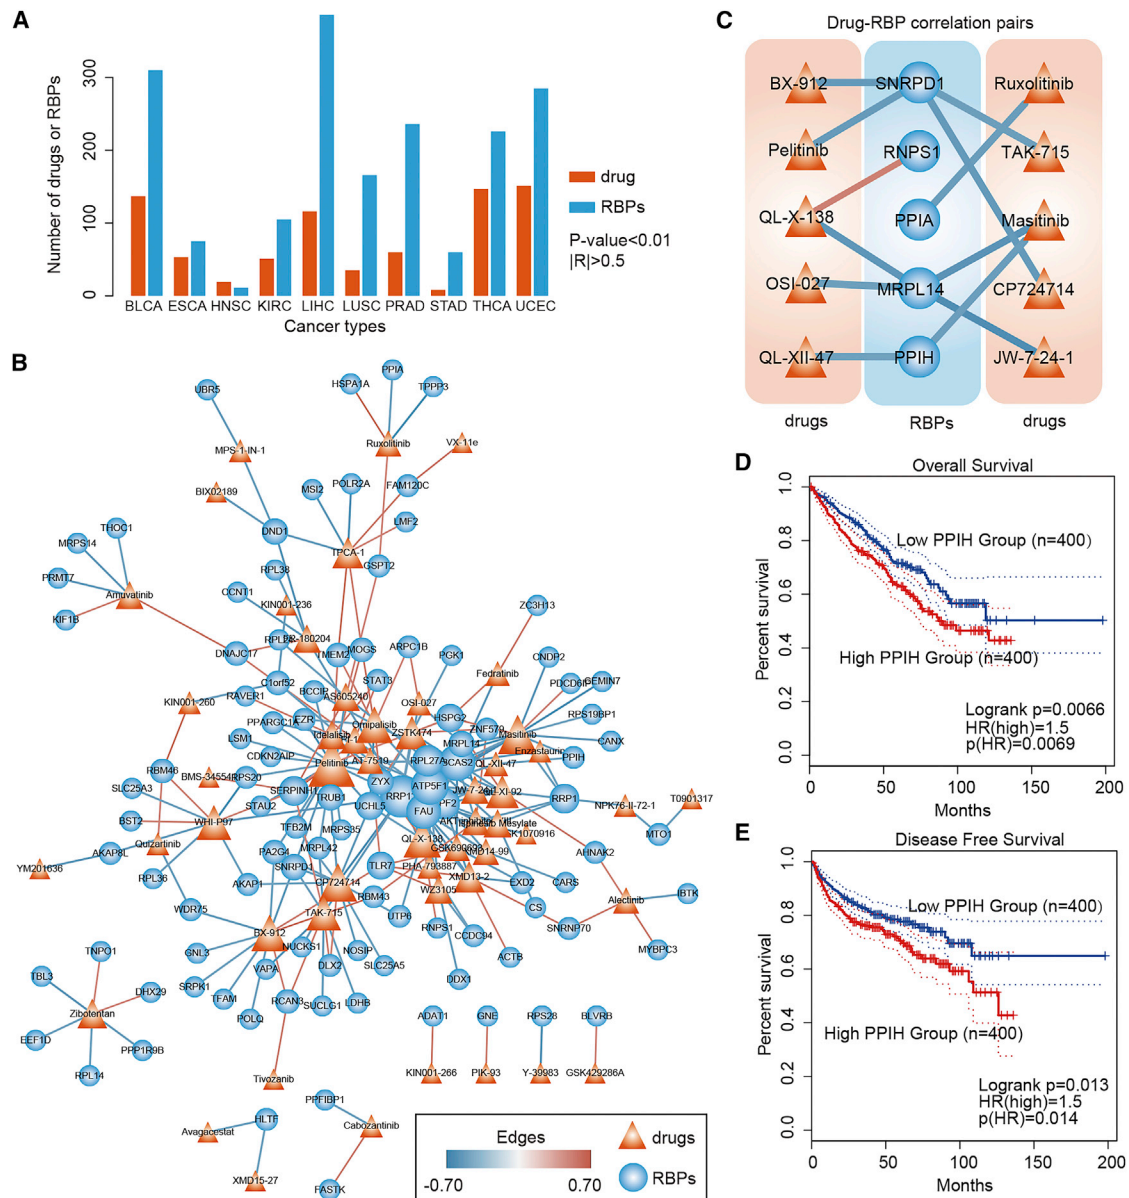 A
Number of drugs or RBPs
300
200
100
0
drug
RBPs
P-value<0.01
|R|>0.5
BLCA ESCA HNSC KIRC LIHC LUSC PRAD STAD THCA UCEC
Cancer types
C
Drug-RBP correlation pairs
BX-912 SNRPD1 Ruxolitinib
Pelitinib RNPS1 TAK-715
QL-X-138 PPIA Masitinib
OSI-027 MRPL14 CP724714
QL-XII-47 PPIH JW-7-24-1
drugs RBPs drugs
B
UBR5
HSPA1A
PPIA
TPPP3
MPS-1-IN-1
Ruxolitinib
VX-11e
BIX02189
MSI2
POLR2A
FAM120C
LMF2
DND1
TPCA-1
GSPT2
THOC1
MRPS14
PRMT7
KIF1B
Amuvatinib
RPL38
CCNT1
KIN001-236
ZC3H13
DNAJC17
TMEM2
MOGS
ARPC1B
PGK1
CNDP2
Fedratinib
PDCD6IP
GEMIN7
C1orf52
BCCIP
STAT3
KIN001-260
RAVER1
AS605240
OSI-027
HSPG2
ZNF579
RPS19BP1
PPARGC1A
EZR
Omipalisib
ZSTK474
MRPL14
Masitinib
CANX
LSM1
Idelalisib
Enzastaurin
PPIH
CDKN2AIP
Pelitinib
AT-7519
RPL27A
QL-XII-47
RBM46
BMS-345541
RPS20
SERPINH1
ZYX
ATP5F1
SLC25A3
STAU2
TRUB1
UCHL5
RRP1
RRP1
NPK76-II-72-1
T0901317
BST2
WHI-P97
TFB2M
MRPS35
FAU
MTO1
Quizartinib
PA2G4
MRPL42
QL-X-138
YM201636
AKAP8L
SNRPD1
TLR7
PHA-793887
XMD14-99
AHNAK2
RPL36
AKAP1
CP724714
RBM43
WZ3105
XMD13-2
EXD2
CARS
WDR75
TAK-715
UTP6
CS
Alectinib
IBTK
BX-912
RNPS1
SNRNP70
GNL3
NUCKS1
NOSIP
CCDC94
MYBPC3
SRPK1
VAPA
DLX2
SLC25A5
ACTB
TFAM
RCAN3
DDX1
POLQ
SUCLG1
LDHB
TNPO1
TBL3
DHX29
Zibotentan
EEF1D
PPP1R9B
RPL14
Tivozanib
ADAT1
GNE
RPS28
BLVRB
KIN001-266
PIK-93
Y-39983
GSK429286A
PPFIBP1
HLTF
Avagacestat
Cabozantinib
XMD15-27
FASTK
Edges
-0.70 0.70
drugs
RBPs
D
Overall Survival
Percent survival
1.0
0.8
0.6
0.4
0.2
0.0
Low PPIH Group (n=400)
High PPIH Group (n=400)
Logrank p=0.0066
HR(high)=1.5
p(HR)=0.0069
0 50 100 150 200
Months
E
Disease Free Survival
Percent survival
1.0
0.8
0.6
0.4
0.2
0.0
Low PPIH Group (n=400)
High PPIH Group (n=400)
Logrank p=0.013
HR(high)=1.5
p(HR)=0.014
0 50 100 150 200
Months